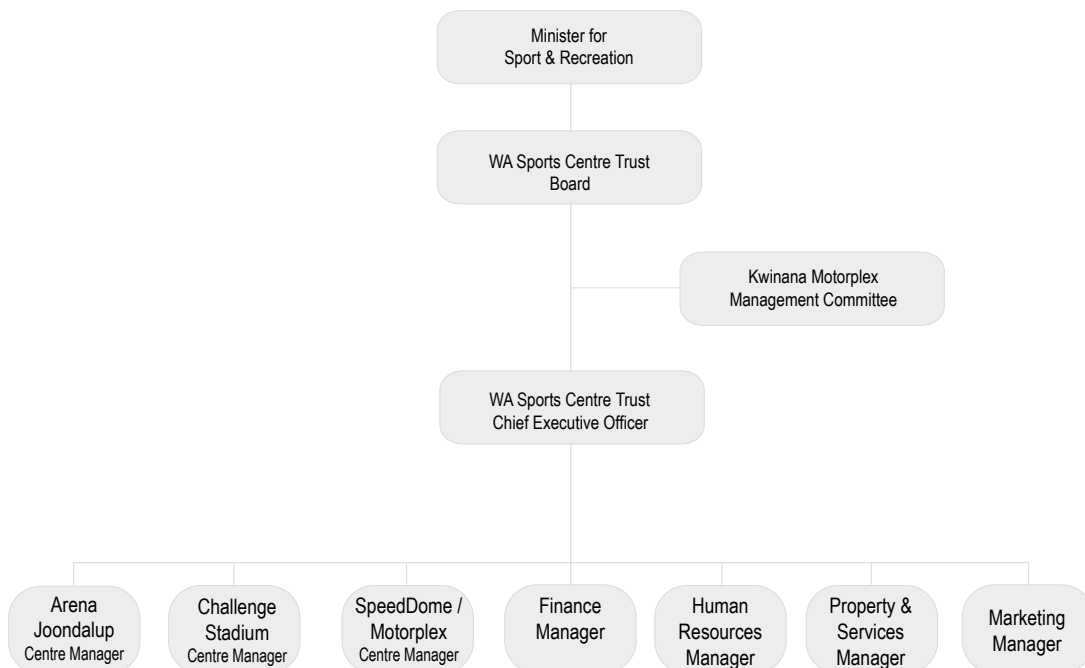 Minister for
Sport & Recreation
WA Sports Centre Trust
Board
Kwinana Motorplex
Management Committee
WA Sports Centre Trust
Chief Executive Officer
Arena
Joondalup
Centre Manager
Challenge
Stadium
Centre Manager
SpeedDome /
Motorplex
Centre Manager
Finance
Manager
Human
Resources
Manager
Property &
Services
Manager
Marketing
Manager